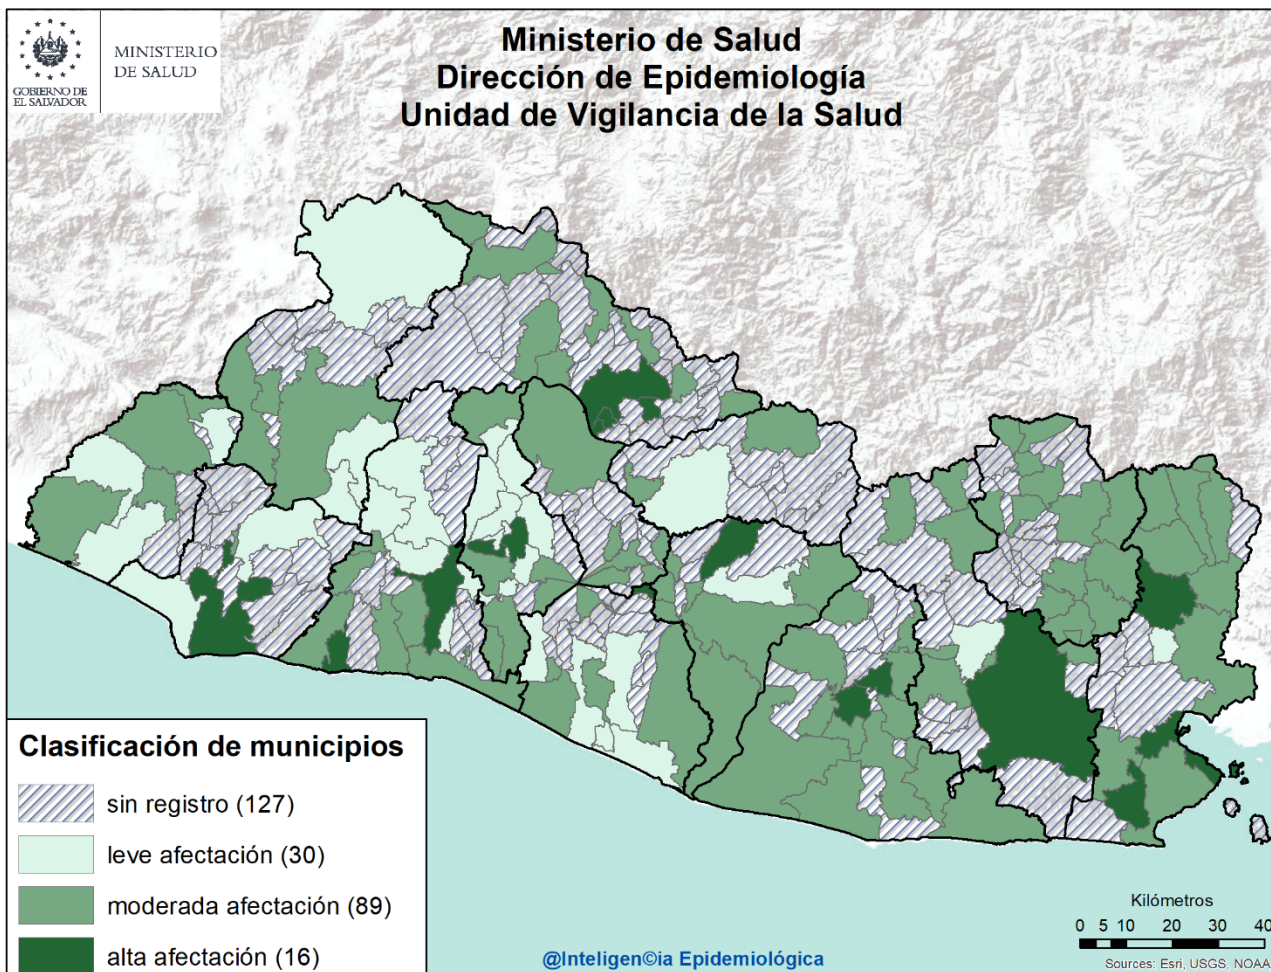 GOBIERNO DE
EL SALVADOR
MINISTERIO
DE SALUD
Ministerio de Salud
Dirección de Epidemiología
Unidad de Vigilancia de la Salud
Clasificación de municipios
sin registro (127)
leve afectación (30)
moderada afectación (89)
alta afectación (16)
@Inteligen©ia Epidemiológica
Kilómetros
0 5 10 20 30 40
Sources: Esri, USGS, NOAA